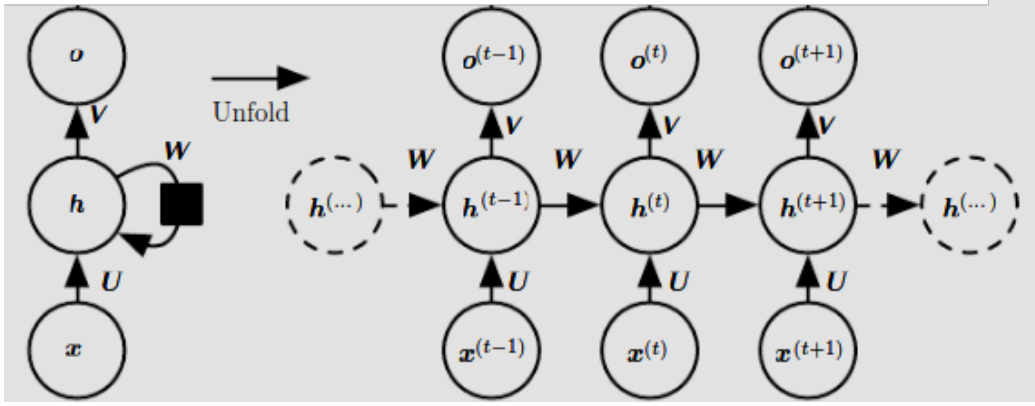 o o^(t−1) o^(t) o^(t+1)
Unfold
V V V V
W W W W W
h h^(...) h^(t−1) h^(t) h^(t+1) h^(...)
U U U U
x x^(t−1) x^(t) x^(t+1)